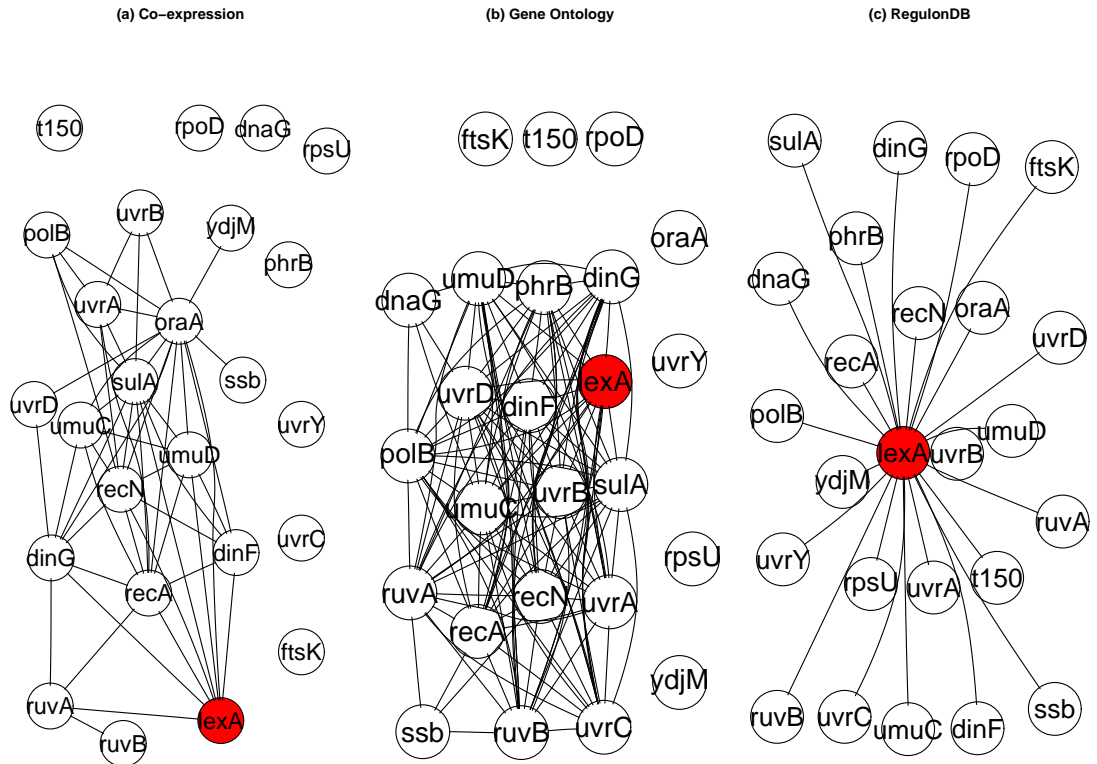 (a) Co−expression
(b) Gene Ontology
(c) RegulonDB
t150
rpoD
dnaG
rpsU
uvrB
ydjM
polB
phrB
uvrA
oraA
sulA
ssb
uvrD
umuC
uvrY
umuD
recN
uvrC
dinG
dinF
recA
ftsK
ruvA
lexA
ruvB
ftsK
t150
rpoD
oraA
umuD
phrB
dinG
dnaG
uvrY
lexA
uvrD
dinF
polB
uvrB
sulA
umuC
rpsU
ruvA
recN
uvrA
recA
ydjM
ssb
ruvB
uvrC
sulA
dinG
rpoD
ftsK
phrB
dnaG
recN
oraA
uvrD
recA
polB
umuD
lexA
uvrB
ydjM
ruvA
uvrY
rpsU
uvrA
t150
ruvB
uvrC
umuC
dinF
ssb